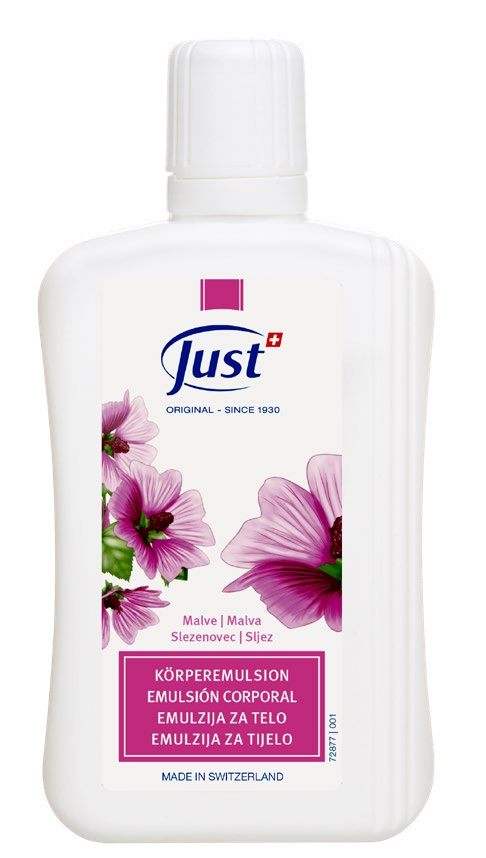 Just
ORIGINAL - SINCE 1930
Malve | Malva
Slezenovec | Sljez
KÖRPEREMULSION
EMULSIÓN CORPORAL
EMULZIJA ZA TELO
EMULZIJA ZA TIJELO
72877 | 001
MADE IN SWITZERLAND